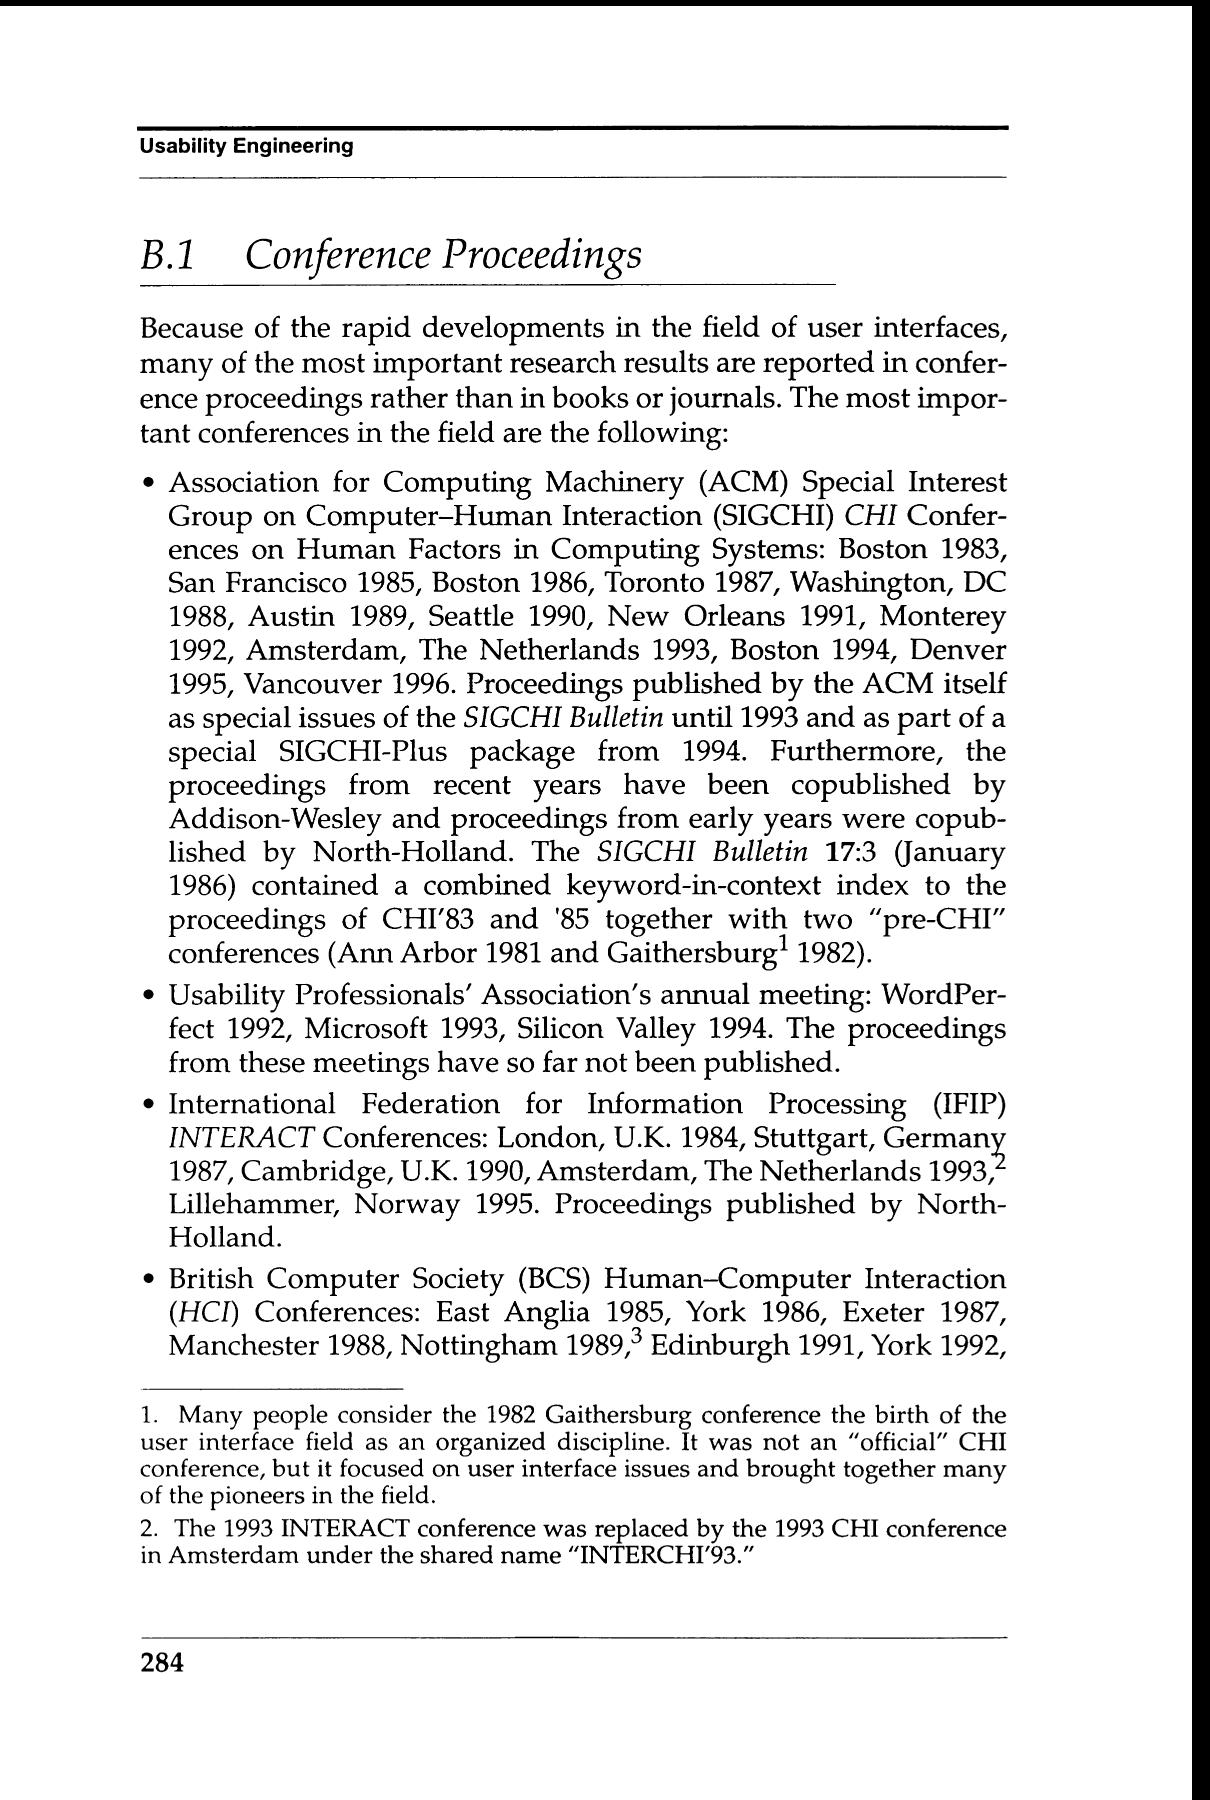 Usability Engineering
B.1 Conference Proceedings
Because of the rapid developments in the field of user interfaces,
many of the most important research results are reported in confer-
ence proceedings rather than in books or journals. The most impor-
tant conferences in the field are the following:
• Association for Computing Machinery (ACM) Special Interest
Group on Computer–Human Interaction (SIGCHI) CHI Confer-
ences on Human Factors in Computing Systems: Boston 1983,
San Francisco 1985, Boston 1986, Toronto 1987, Washington, DC
1988, Austin 1989, Seattle 1990, New Orleans 1991, Monterey
1992, Amsterdam, The Netherlands 1993, Boston 1994, Denver
1995, Vancouver 1996. Proceedings published by the ACM itself
as special issues of the SIGCHI Bulletin until 1993 and as part of a
special SIGCHI-Plus package from 1994. Furthermore, the
proceedings from recent years have been copublished by
Addison-Wesley and proceedings from early years were copub-
lished by North-Holland. The SIGCHI Bulletin 17:3 (January
1986) contained a combined keyword-in-context index to the
proceedings of CHI'83 and '85 together with two "pre-CHI"
conferences (Ann Arbor 1981 and Gaithersburg¹ 1982).
• Usability Professionals' Association's annual meeting: WordPer-
fect 1992, Microsoft 1993, Silicon Valley 1994. The proceedings
from these meetings have so far not been published.
• International Federation for Information Processing (IFIP)
INTERACT Conferences: London, U.K. 1984, Stuttgart, Germany
1987, Cambridge, U.K. 1990, Amsterdam, The Netherlands 1993,²
Lillehammer, Norway 1995. Proceedings published by North-
Holland.
• British Computer Society (BCS) Human–Computer Interaction
(HCI) Conferences: East Anglia 1985, York 1986, Exeter 1987,
Manchester 1988, Nottingham 1989,³ Edinburgh 1991, York 1992,
1. Many people consider the 1982 Gaithersburg conference the birth of the
user interface field as an organized discipline. It was not an "official" CHI
conference, but it focused on user interface issues and brought together many
of the pioneers in the field.
2. The 1993 INTERACT conference was replaced by the 1993 CHI conference
in Amsterdam under the shared name "INTERCHI'93."
284